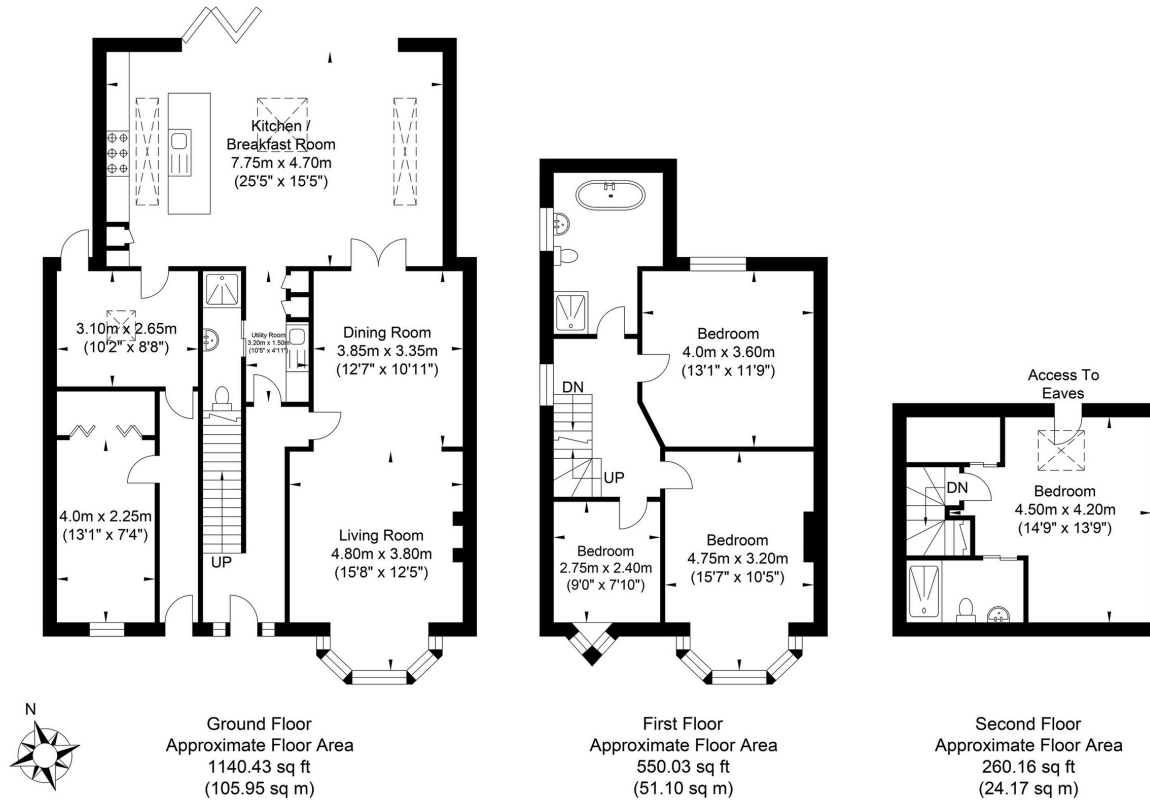 Kitchen /
Breakfast Room
7.75m x 4.70m
(25'5" x 15'5")
3.10m x 2.65m
(10'2" x 8'8")
Utility Room
3.20m x 1.50m
(10'5" x 4'11")
Dining Room
3.85m x 3.35m
(12'7" x 10'11")
4.0m x 2.25m
(13'1" x 7'4")
UP
Living Room
4.80m x 3.80m
(15'8" x 12'5")
Bedroom
4.0m x 3.60m
(13'1" x 11'9")
DN
UP
Bedroom
2.75m x 2.40m
(9'0" x 7'10")
Bedroom
4.75m x 3.20m
(15'7" x 10'5")
Access To
Eaves
DN
Bedroom
4.50m x 4.20m
(14'9" x 13'9")
N
Ground Floor
Approximate Floor Area
1140.43 sq ft
(105.95 sq m)
First Floor
Approximate Floor Area
550.03 sq ft
(51.10 sq m)
Second Floor
Approximate Floor Area
260.16 sq ft
(24.17 sq m)